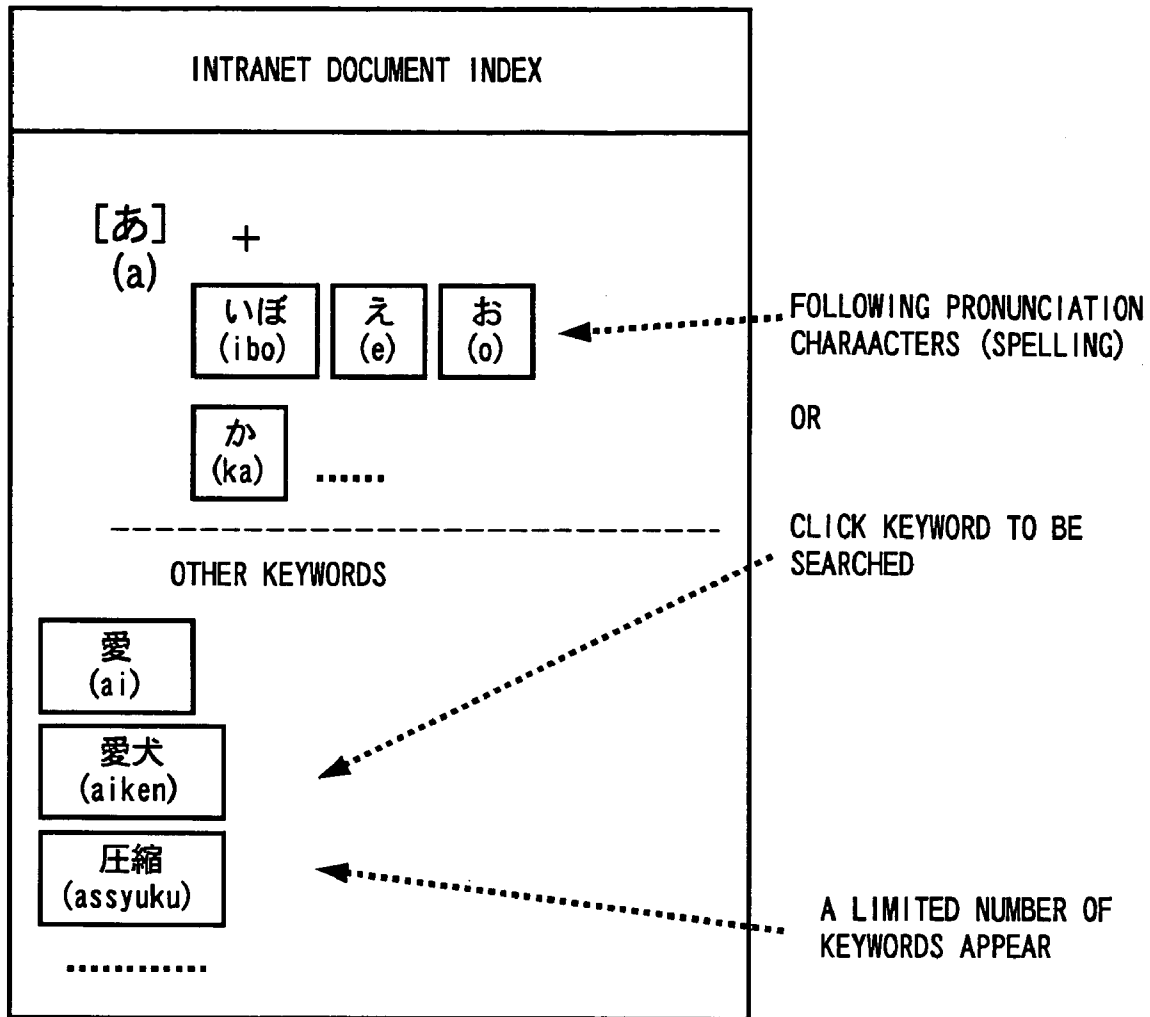 INTRANET DOCUMENT INDEX
[あ] +
(a)
いぼ え お
(ibo) (e) (o)
か
(ka) ......
FOLLOWING PRONUNCIATION
CHARAACTERS (SPELLING)
OR
CLICK KEYWORD TO BE
SEARCHED
OTHER KEYWORDS
愛
(ai)
愛犬
(aiken)
圧縮
(assyuku)
............
A LIMITED NUMBER OF
KEYWORDS APPEAR